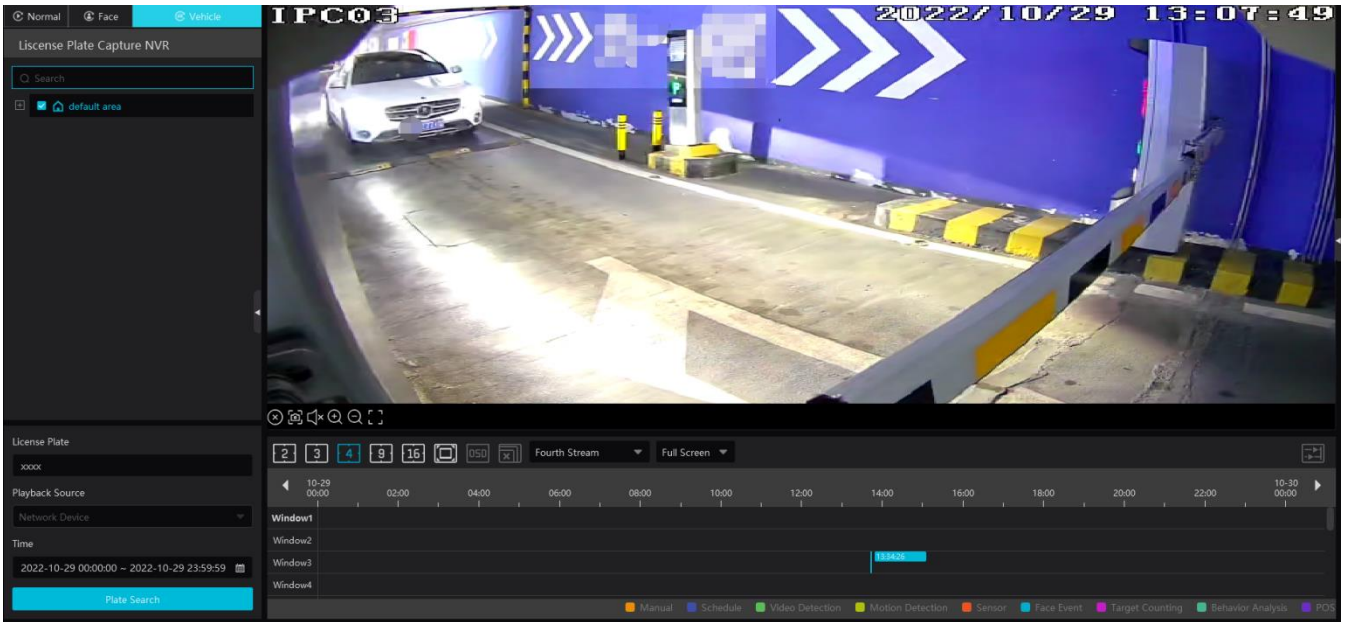 Normal Face Vehicle
Liscense Plate Capture NVR
Search
default area
IPC03 2022/10/29 13:07:49
P
License Plate
xxxx
Playback Source
Network Device
Time
2022-10-29 00:00:00 ~ 2022-10-29 23:59:59
Plate Search
2 3 4 9 16 OSD Fourth Stream Full Screen
10-29 10-30
00:00 02:00 04:00 06:00 08:00 10:00 12:00 14:00 16:00 18:00 20:00 22:00 00:00
Window1
Window2
Window3 13:54:26
Window4
Manual Schedule Video Detection Motion Detection Sensor Face Event Target Counting Behavior Analysis POS